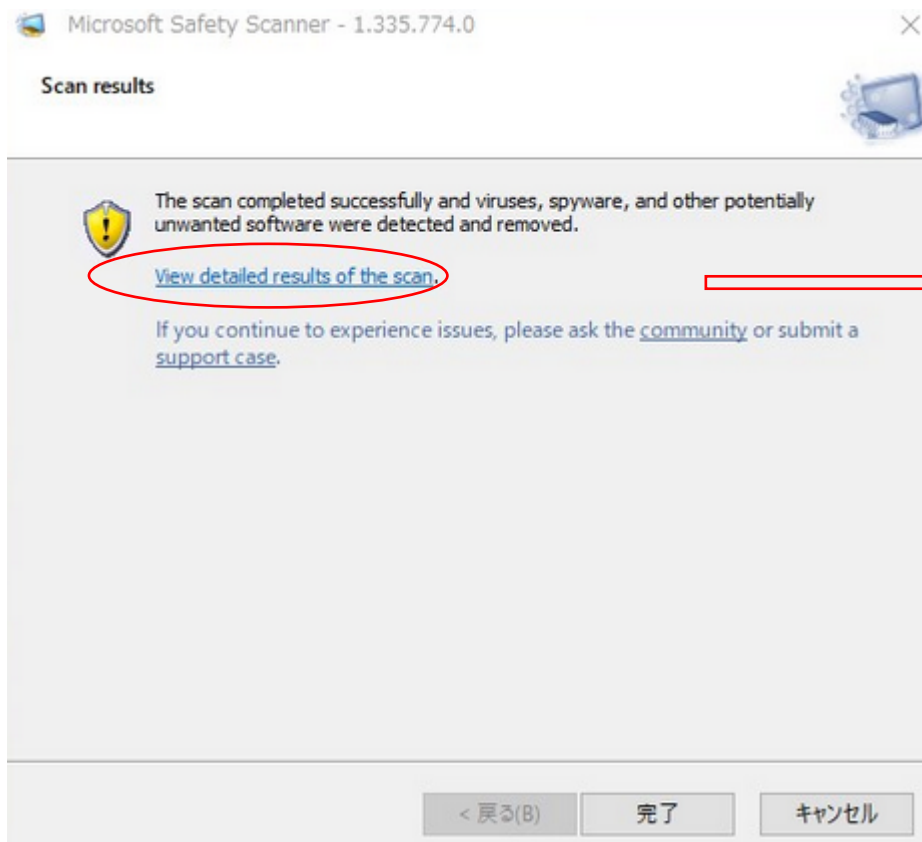 Microsoft Safety Scanner - 1.335.774.0
Scan results
The scan completed successfully and viruses, spyware, and other potentially
unwanted software were detected and removed.
View detailed results of the scan.
If you continue to experience issues, please ask the community or submit a
support case.
< 戻る(B)
完了
キャンセル